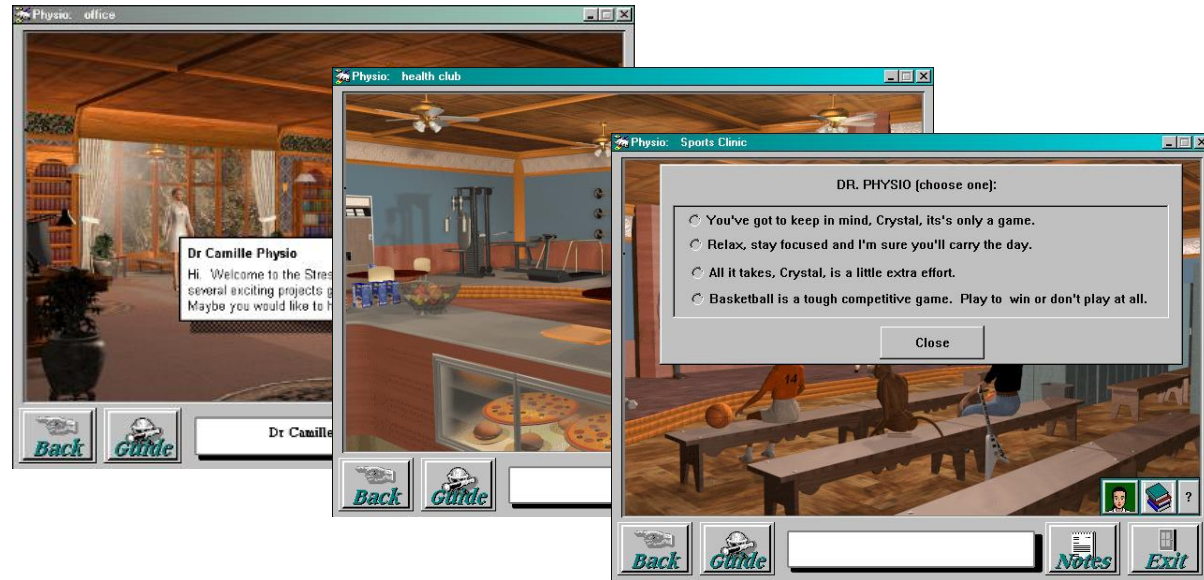 Physio: office
Dr Camille Physio
Hi. Welcome to the Stres
several exciting projects g
Maybe you would like to h
Back
Guide
Dr Camille
Physio: health club
Back
Guide
Physio: Sports Clinic
DR. PHYSIO (choose one):
You've got to keep in mind, Crystal, its's only a game.
Relax, stay focused and I'm sure you'll carry the day.
All it takes, Crystal, is a little extra effort.
Basketball is a tough competitive game. Play to win or don't play at all.
Close
14
?
Back
Guide
Notes
Exit